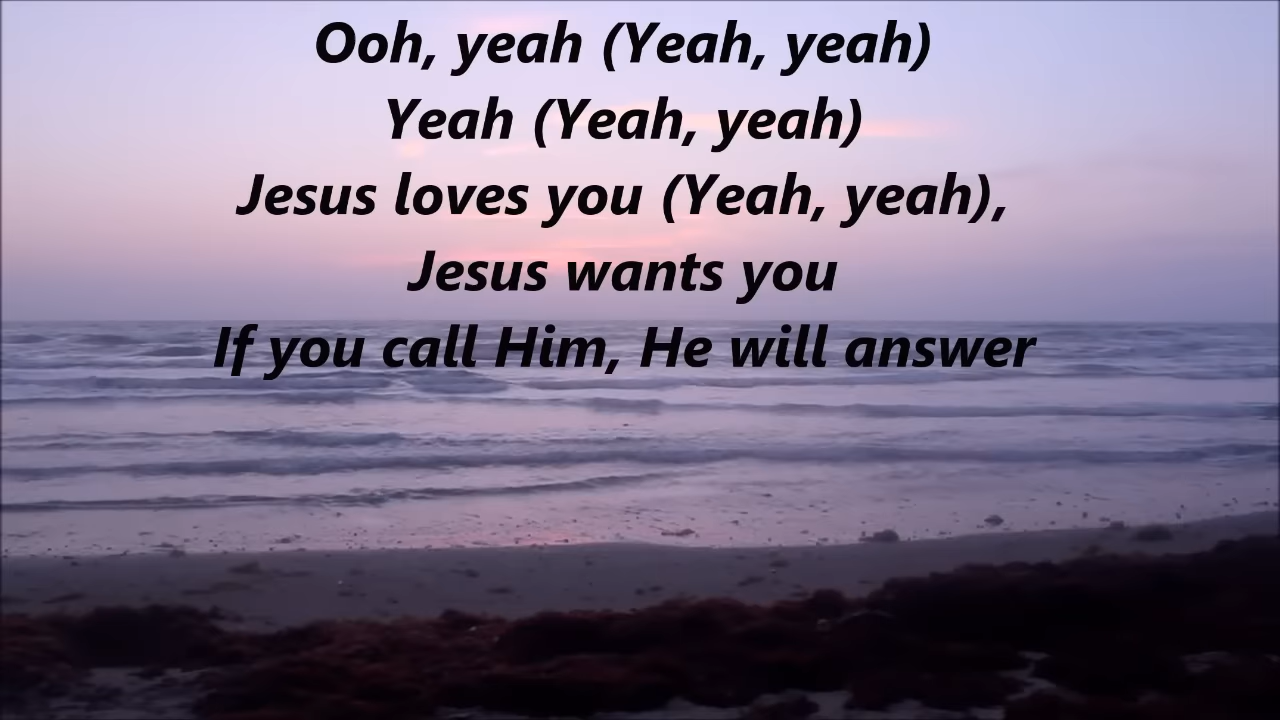 Ooh, yeah (Yeah, yeah)
Yeah (Yeah, yeah)
Jesus loves you (Yeah, yeah),
Jesus wants you
If you call Him, He will answer